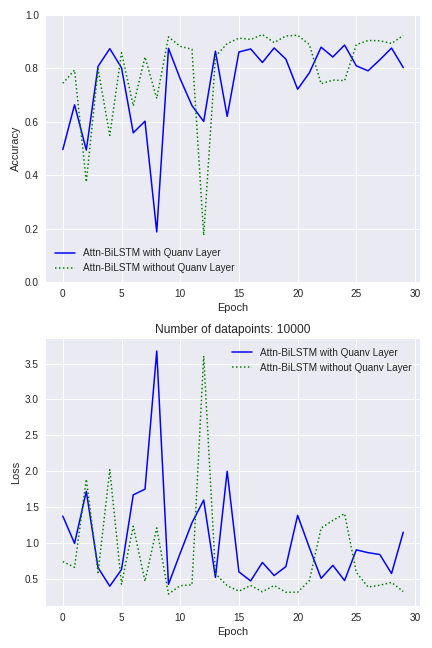 1.0
0.8
0.6
0.4
0.2
0.0
Accuracy
Attn-BiLSTM with Quanv Layer
Attn-BiLSTM without Quanv Layer
0 5 10 15 20 25 30
Epoch
Number of datapoints: 10000
Attn-BiLSTM with Quanv Layer
Attn-BiLSTM without Quanv Layer
3.5
3.0
2.5
2.0
1.5
1.0
0.5
Loss
0 5 10 15 20 25 30
Epoch